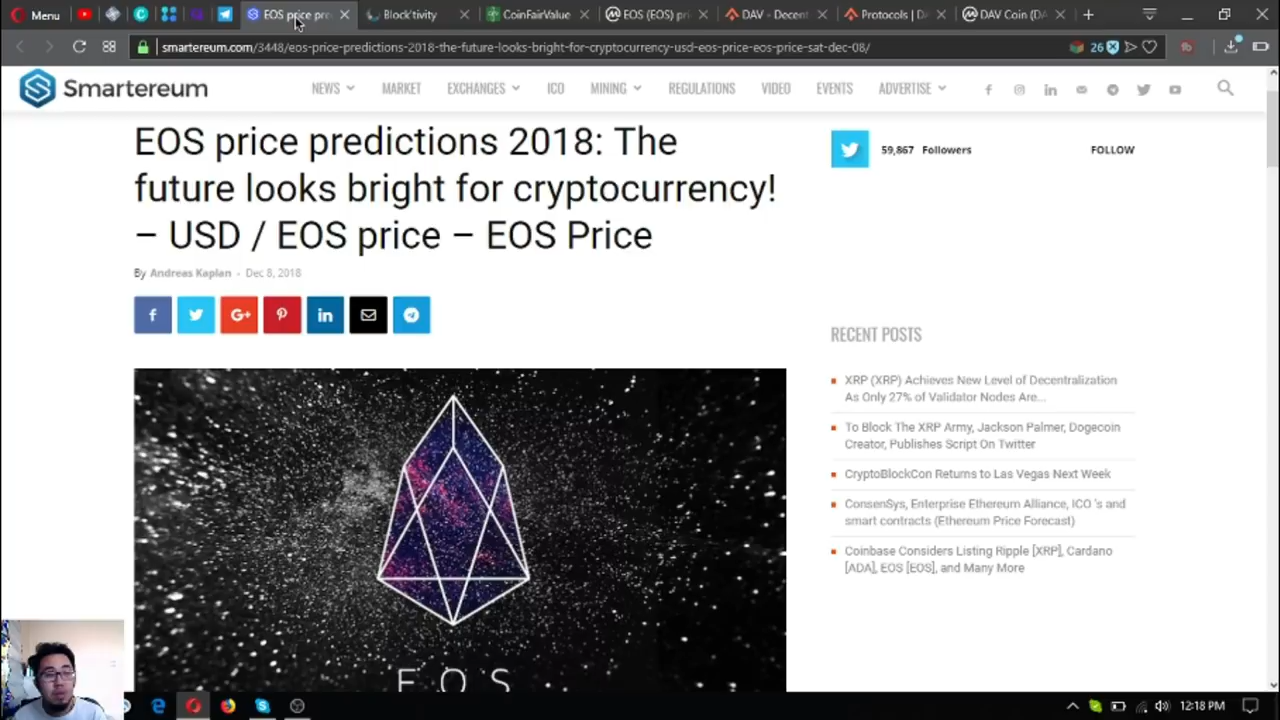 Menu
EOS price pre
Block'tivity
CoinFairValue
EOS (EOS) pri
DAV - Decent
Protocols | D
DAV Coin (DA
smartereum.com/3448/eos-price-predictions-2018-the-future-looks-bright-for-cryptocurrency-usd-eos-price-eos-price-sat-dec-08/
26
Smartereum
NEWS
MARKET
EXCHANGES
ICO
MINING
REGULATIONS
VIDEO
EVENTS
ADVERTISE
EOS price predictions 2018: The
future looks bright for cryptocurrency!
– USD / EOS price – EOS Price
By Andreas Kaplan - Dec 8, 2018
59,867 Followers
FOLLOW
RECENT POSTS
XRP (XRP) Achieves New Level of Decentralization
As Only 27% of Validator Nodes Are...
To Block The XRP Army, Jackson Palmer, Dogecoin
Creator, Publishes Script On Twitter
CryptoBlockCon Returns to Las Vegas Next Week
ConsenSys, Enterprise Ethereum Alliance, ICO 's and
smart contracts (Ethereum Price Forecast)
Coinbase Considers Listing Ripple [XRP], Cardano
[ADA], EOS [EOS], and Many More
EOS
12:18 PM